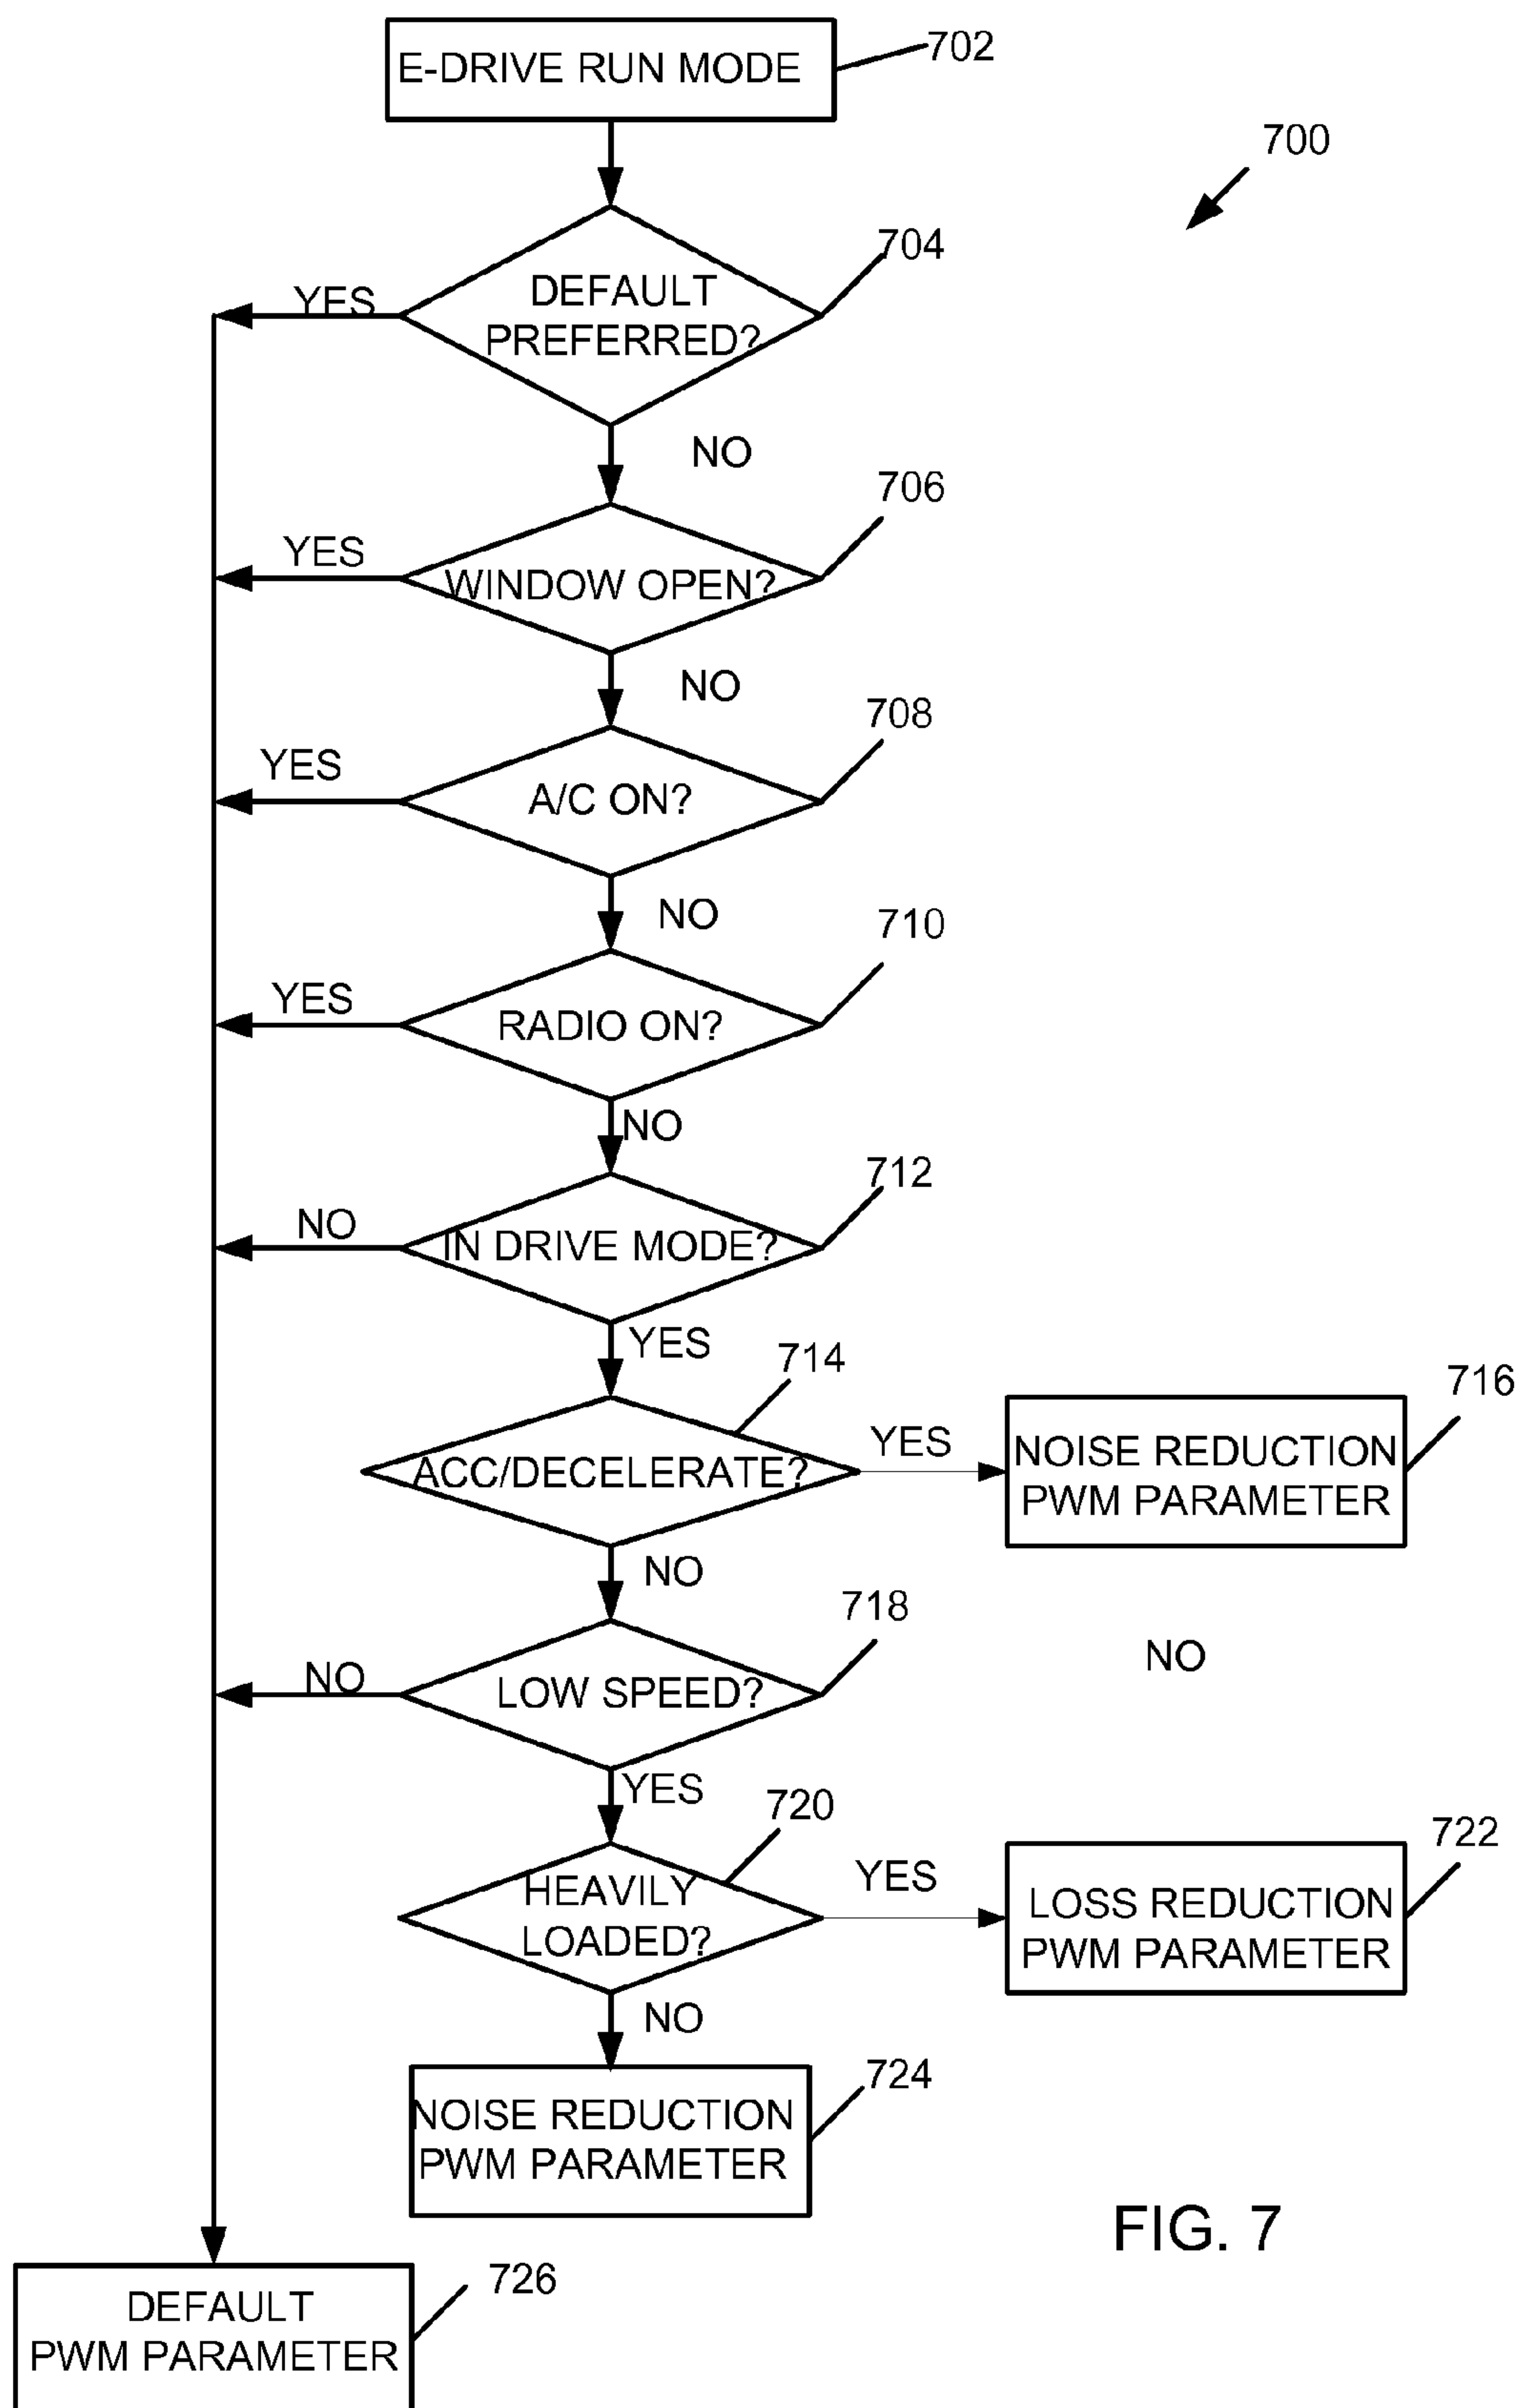 E-DRIVE RUN MODE
702
700
704
DEFAULT
PREFERRED?
YES
NO
706
WINDOW OPEN?
YES
NO
708
A/C ON?
YES
NO
710
RADIO ON?
YES
NO
712
IN DRIVE MODE?
NO
YES
714
ACC/DECELERATE?
YES
716
NOISE REDUCTION
PWM PARAMETER
NO
718
LOW SPEED?
NO
NO
YES
720
HEAVILY
LOADED?
YES
722
LOSS REDUCTION
PWM PARAMETER
NO
724
NOISE REDUCTION
PWM PARAMETER
FIG. 7
726
DEFAULT
PWM PARAMETER